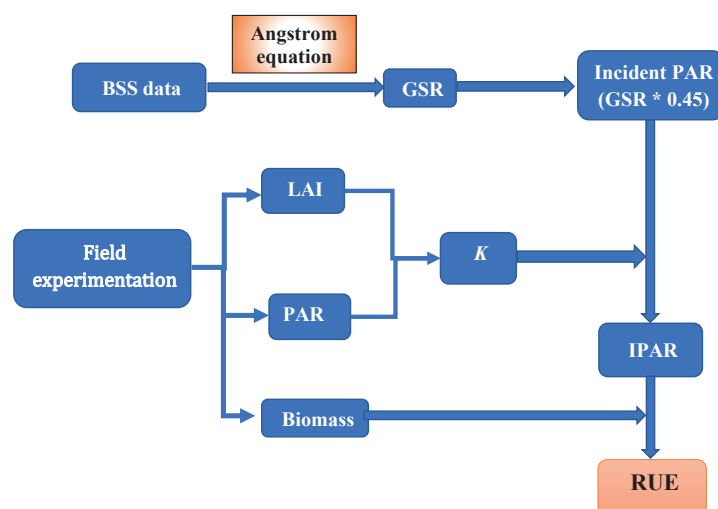 Angstrom
equation
BSS data
GSR
Incident PAR
(GSR * 0.45)
LAI
Field
experimentation
K
PAR
IPAR
Biomass
RUE